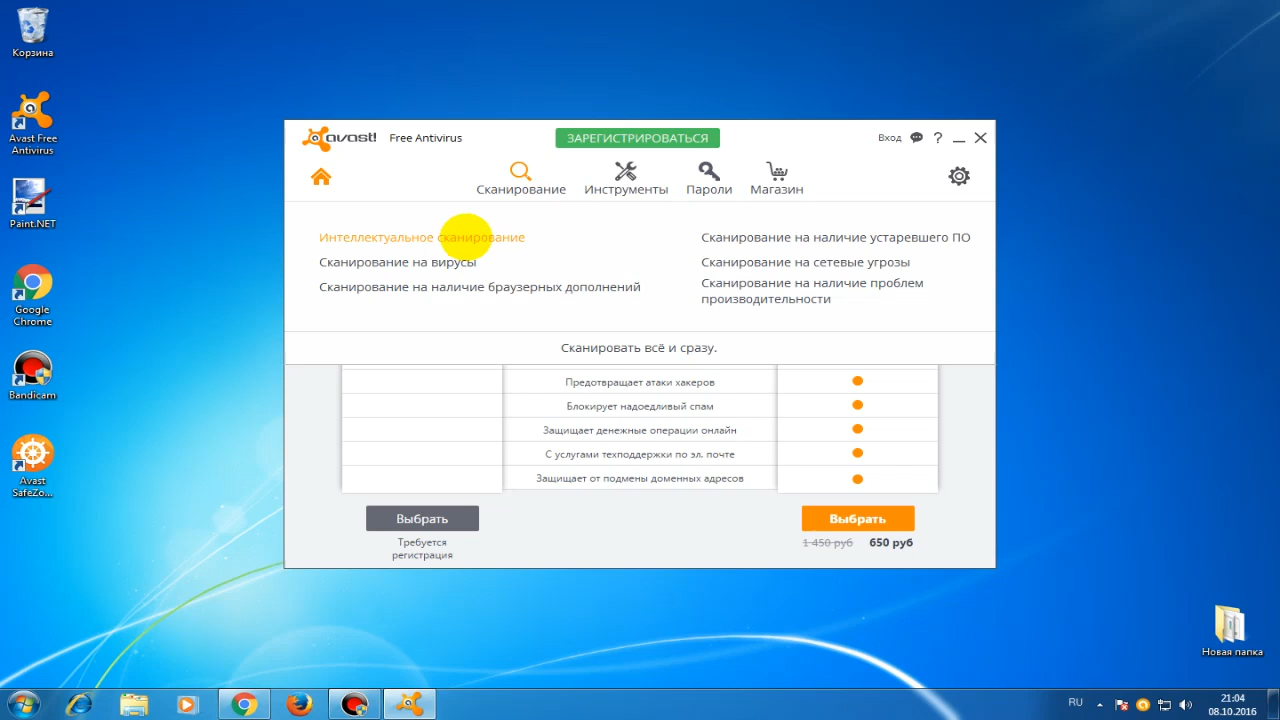 Корзина
Avast Free
Antivirus
Paint.NET
Google
Chrome
Bandicam
Avast
SafeZo...
avast!
Free Antivirus
ЗАРЕГИСТРИРОВАТЬСЯ
Вход
?
Сканирование
Инструменты
Пароли
Магазин
Интеллектуальное сканирование
Сканирование на вирусы
Сканирование на наличие браузерных дополнений
Сканирование на наличие устаревшего ПО
Сканирование на сетевые угрозы
Сканирование на наличие проблем
производительности
Сканировать всё и сразу.
Предотвращает атаки хакеров
Блокирует надоедливый спам
Защищает денежные операции онлайн
С услугами техподдержки по эл. почте
Защищает от подмены доменных адресов
Выбрать
Требуется
регистрация
Выбрать
1 450 руб 650 руб
Новая папка
RU
21:04
08.10.2016